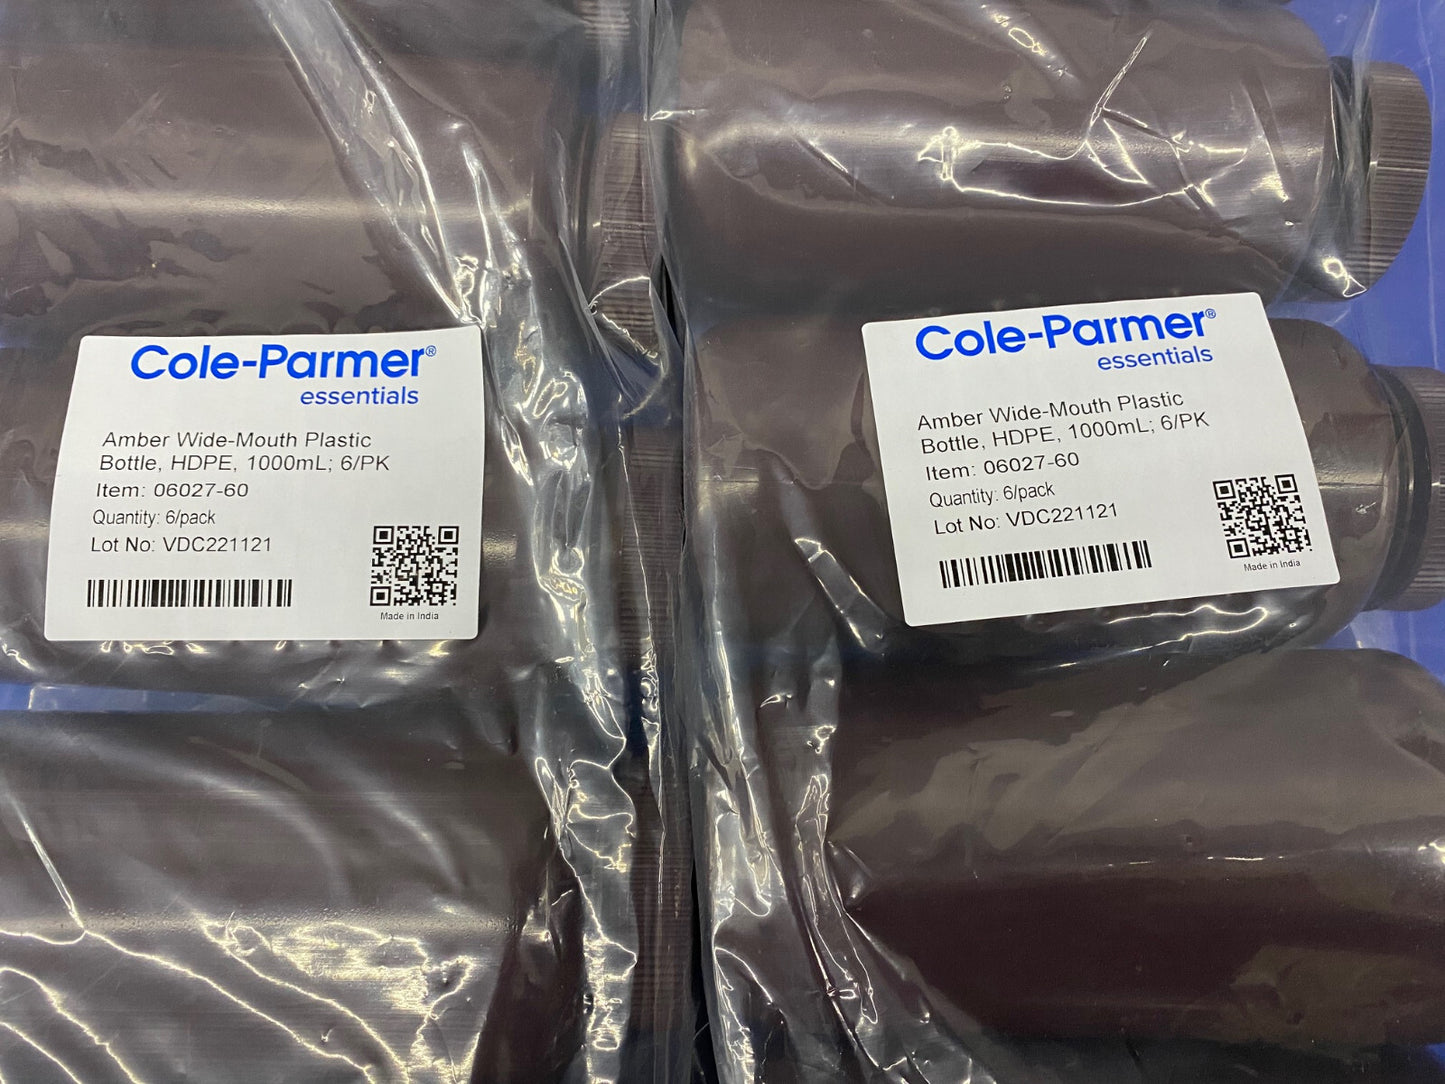 Cole-Parmer®
essentials
Amber Wide-Mouth Plastic
Bottle, HDPE, 1000mL; 6/PK
Item: 06027-60
Quantity: 6/pack
Lot No: VDC221121
Made in India
Cole-Parmer®
essentials
Amber Wide-Mouth Plastic
Bottle, HDPE, 1000mL; 6/PK
Item: 06027-60
Quantity: 6/pack
Lot No: VDC221121
Made in India